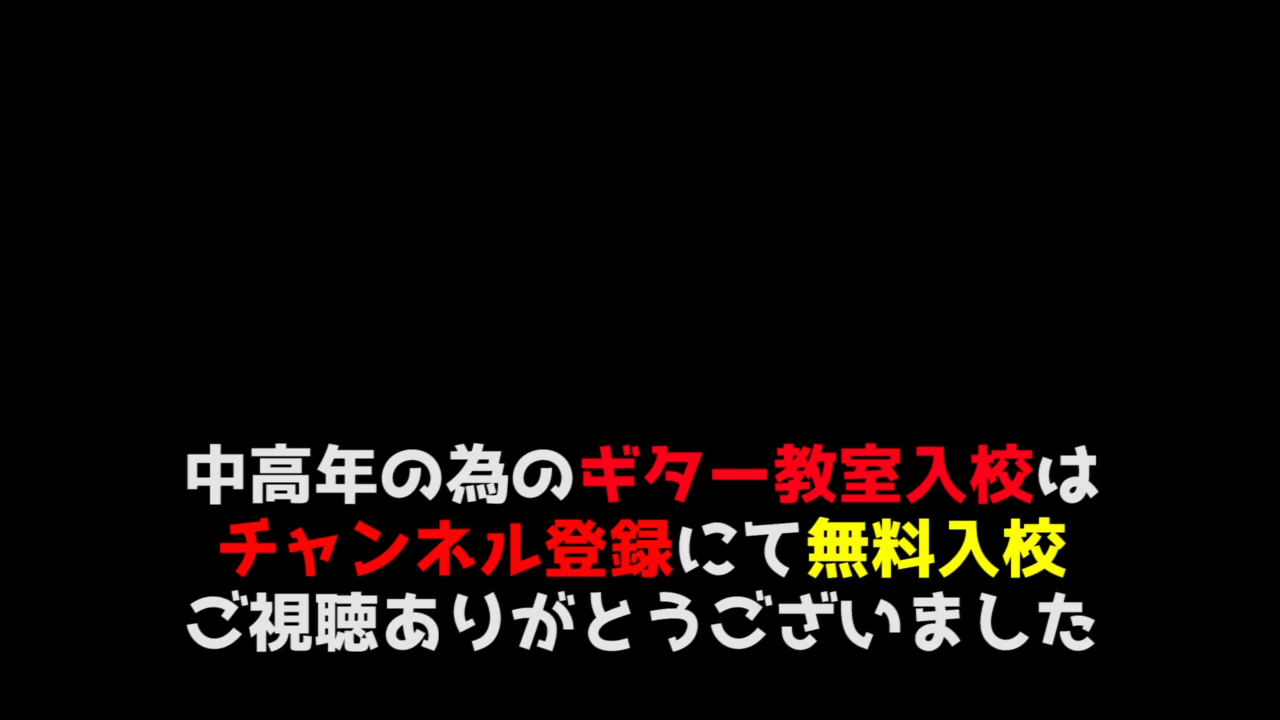 中高年の為のギター教室入校は
チャンネル登録にて無料入校
ご視聴ありがとうございました